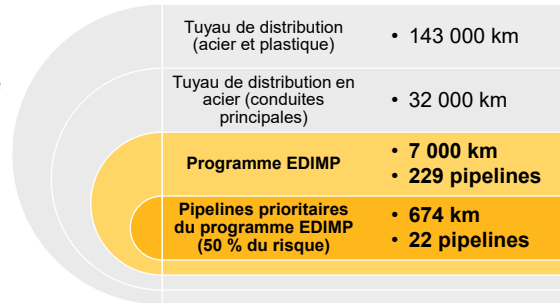 Tuyau de distribution
(acier et plastique)
• 143 000 km
Tuyau de distribution en
acier (conduites
principales)
• 32 000 km
Programme EDIMP
• 7 000 km
• 229 pipelines
Pipelines prioritaires
du programme EDIMP
(50 % du risque)
• 674 km
• 22 pipelines